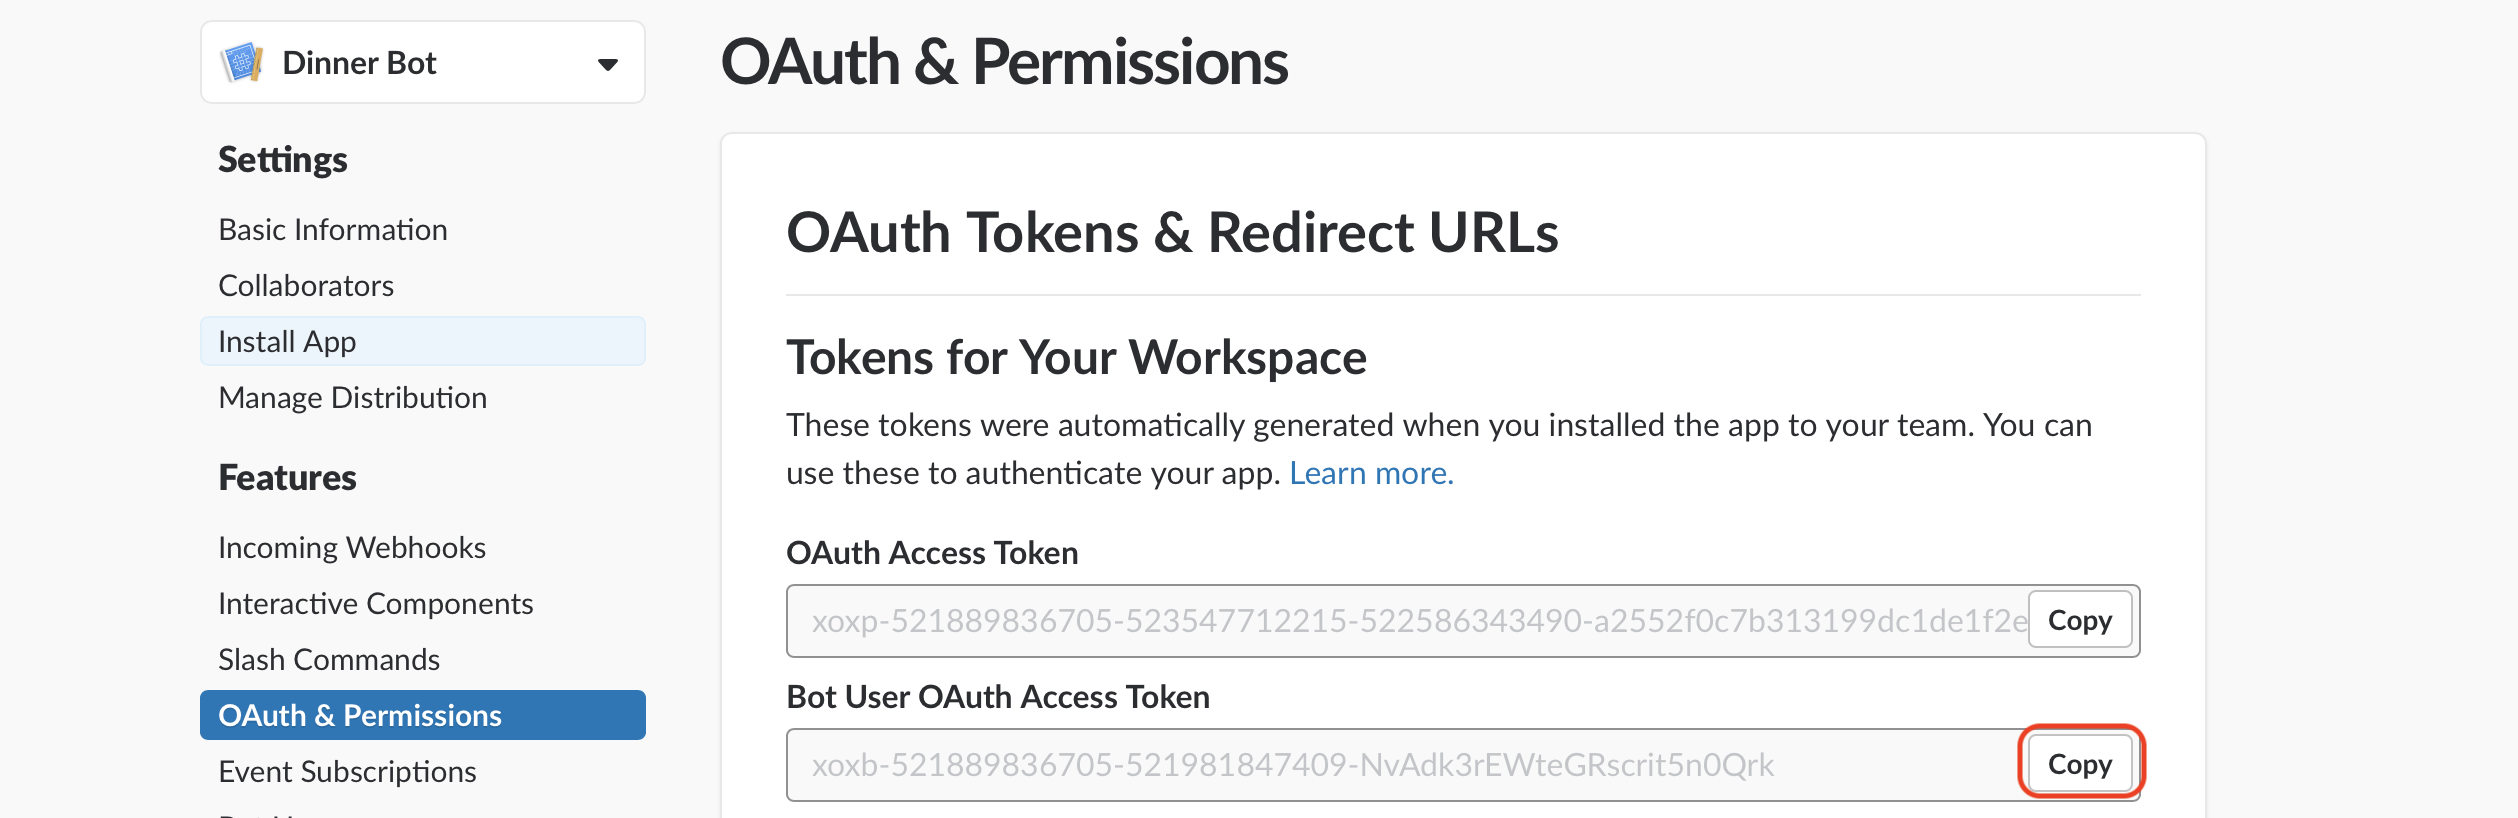 Dinner Bot
Settings
Basic Information
Collaborators
Install App
Manage Distribution
Features
Incoming Webhooks
Interactive Components
Slash Commands
OAuth & Permissions
Event Subscriptions
OAuth & Permissions
OAuth Tokens & Redirect URLs
Tokens for Your Workspace
These tokens were automatically generated when you installed the app to your team. You can
use these to authenticate your app. Learn more.
OAuth Access Token
xoxp-521889836705-523547712215-522586343490-a2552f0c7b313199dc1de1f2e Copy
Bot User OAuth Access Token
xoxb-521889836705-521981847409-NvAdk3rEWteGRscrit5n0Qrk Copy